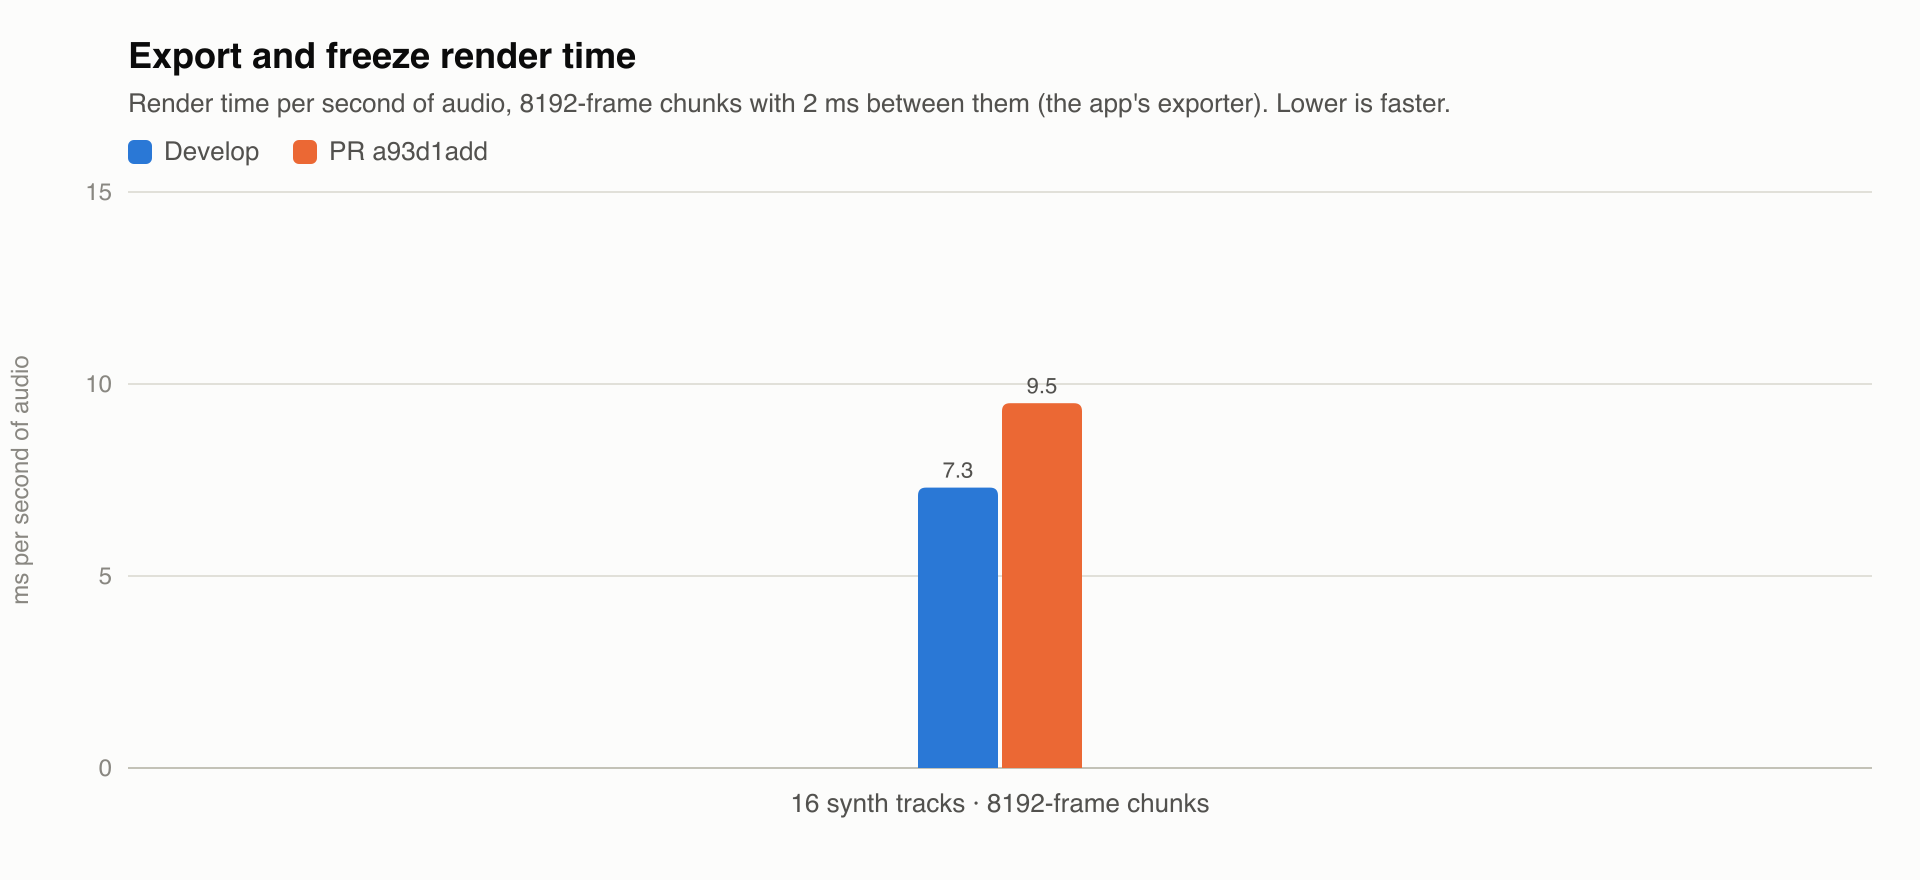 Export and freeze render time
Render time per second of audio, 8192-frame chunks with 2 ms between them (the app's exporter). Lower is faster.
Develop
PR a93d1add
15
10
5
0
ms per second of audio
7.3
9.5
16 synth tracks · 8192-frame chunks